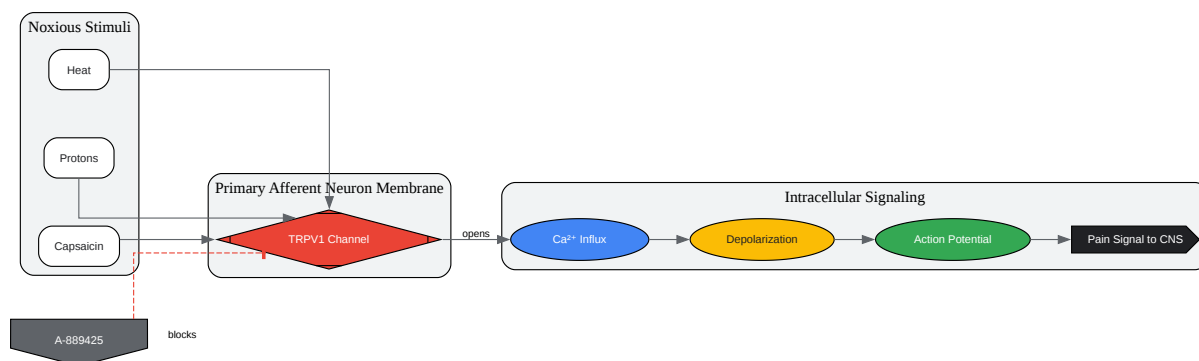 Noxious Stimuli
Heat
Protons
Capsaicin
Primary Afferent Neuron Membrane
TRPV1 Channel
opens
Intracellular Signaling
Ca²⁺ Influx
Depolarization
Action Potential
Pain Signal to CNS
A-889425
blocks